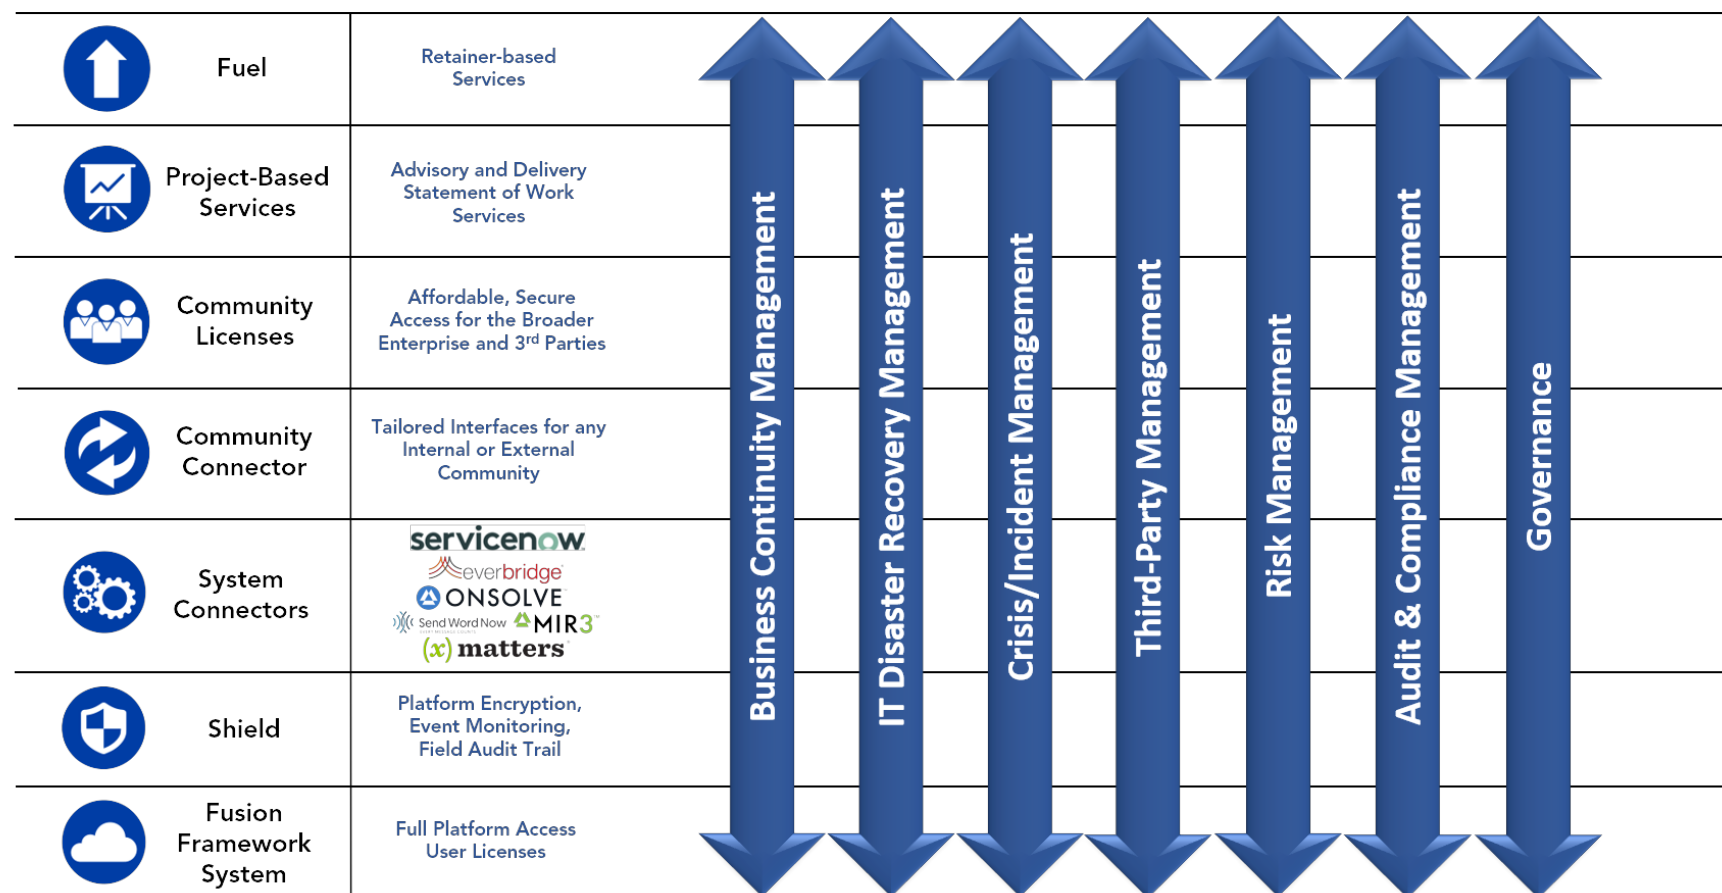 Fuel
Retainer-based
Services
Project-Based
Services
Advisory and Delivery
Statement of Work
Services
Community
Licenses
Affordable, Secure
Access for the Broader
Enterprise and 3rd Parties
Community
Connector
Tailored Interfaces for any
Internal or External
Community
System
Connectors
servicenow
everbridge
ONSOLVE
Send Word Now
MIR3
(x) matters
Shield
Platform Encryption,
Event Monitoring,
Field Audit Trail
Fusion
Framework
System
Full Platform Access
User Licenses
Business Continuity Management
IT Disaster Recovery Management
Crisis/Incident Management
Third-Party Management
Risk Management
Audit & Compliance Management
Governance